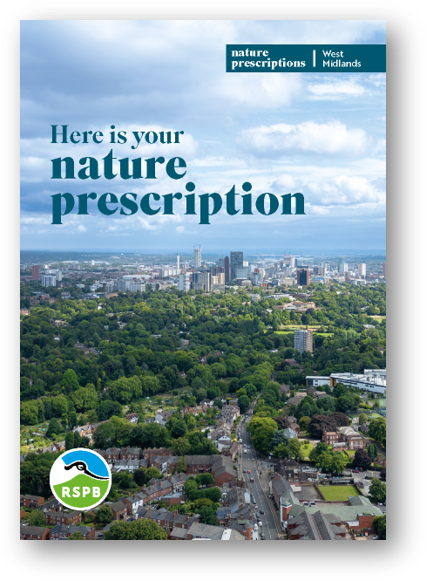 nature
prescriptions
West
Midlands
Here is your
nature
prescription
RSPB